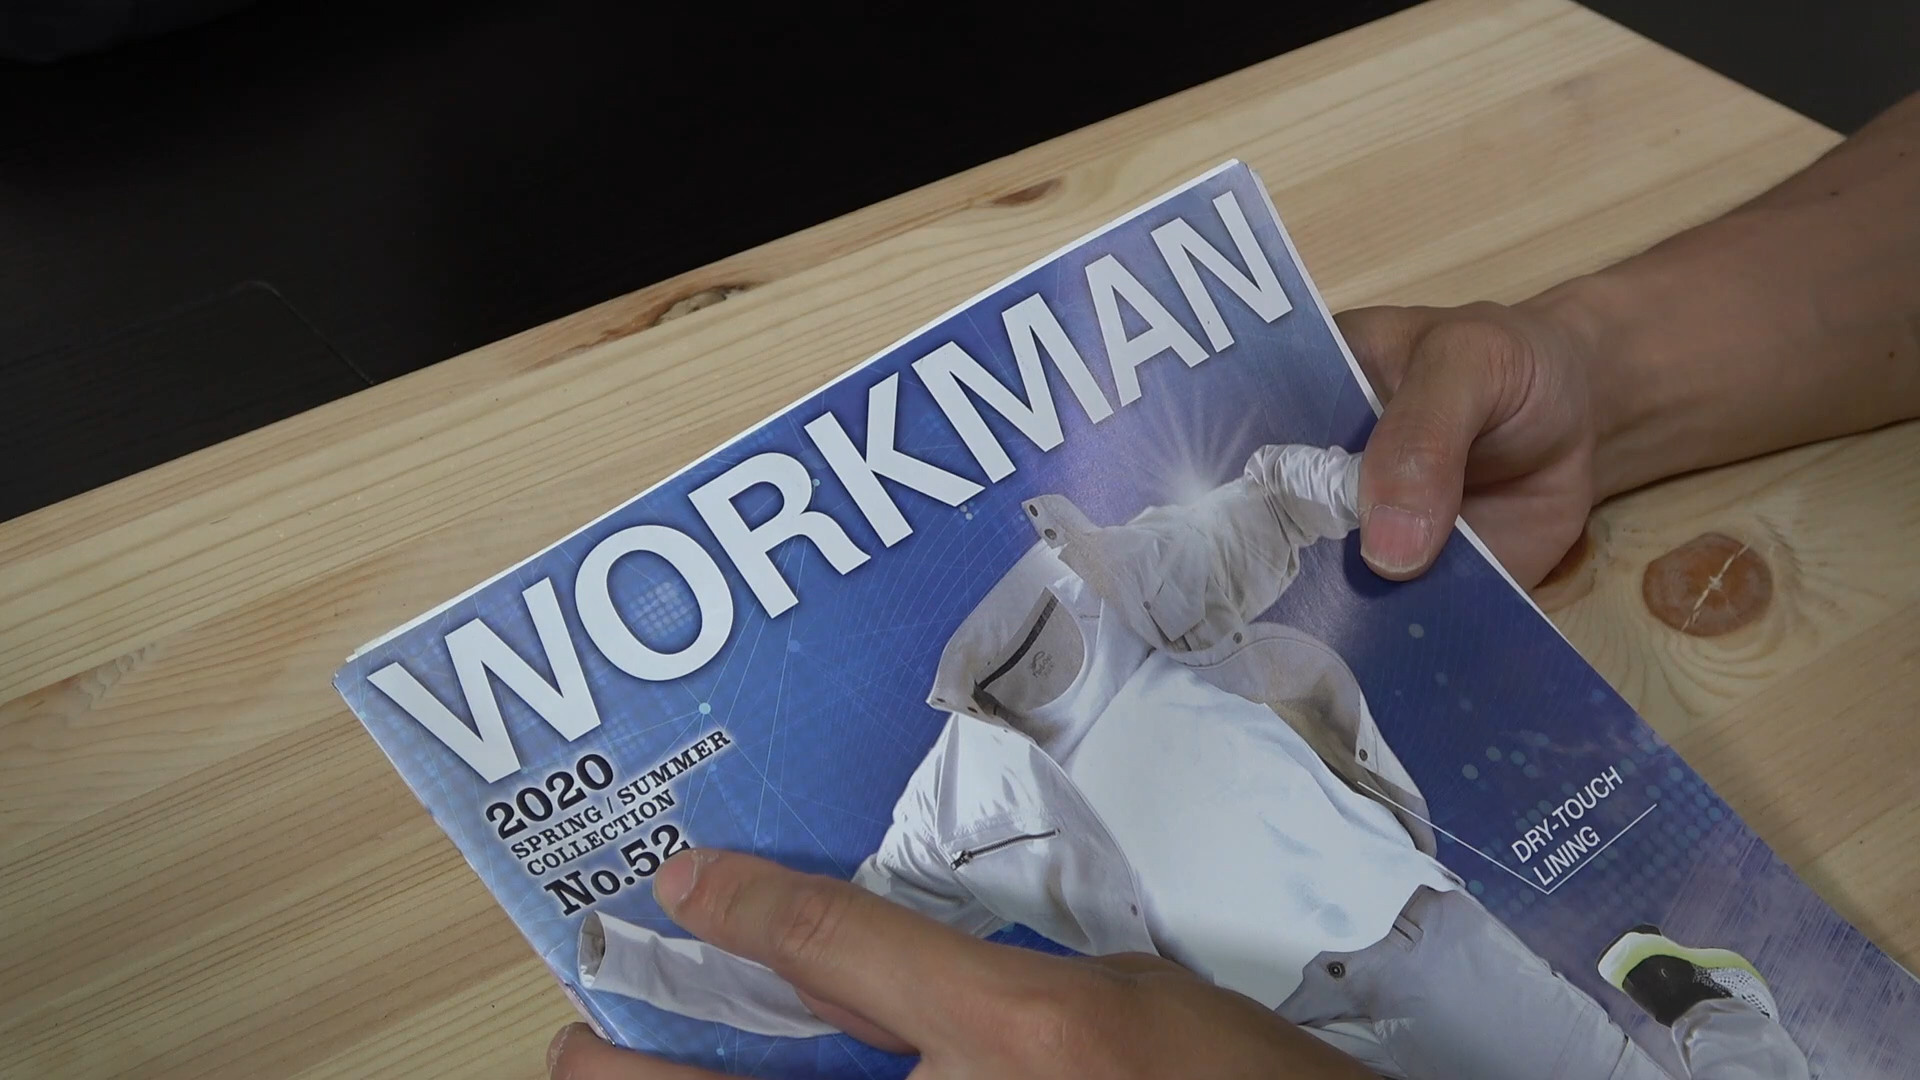 WORKMAN
2020
SPRING / SUMMER
COLLECTION
No.52
DRY-TOUCH
LINING